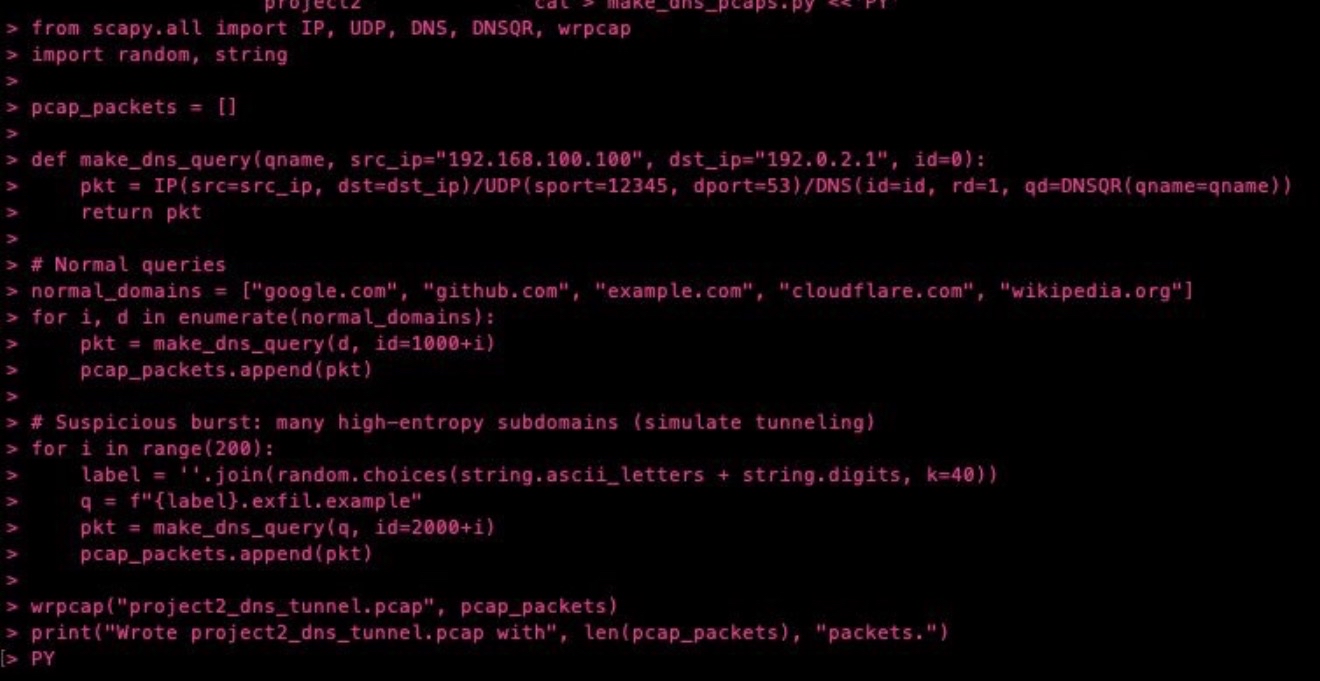 project2 cat > make_dns_pcaps.py <<'PY'
> from scapy.all import IP, UDP, DNS, DNSQR, wrpcap
> import random, string
>
> pcap_packets = []
>
> def make_dns_query(qname, src_ip="192.168.100.100", dst_ip="192.0.2.1", id=0):
>     pkt = IP(src=src_ip, dst=dst_ip)/UDP(sport=12345, dport=53)/DNS(id=id, rd=1, qd=DNSQR(qname=qname))
>     return pkt
>
> # Normal queries
> normal_domains = ["google.com", "github.com", "example.com", "cloudflare.com", "wikipedia.org"]
> for i, d in enumerate(normal_domains):
>     pkt = make_dns_query(d, id=1000+i)
>     pcap_packets.append(pkt)
>
> # Suspicious burst: many high-entropy subdomains (simulate tunneling)
> for i in range(200):
>     label = ''.join(random.choices(string.ascii_letters + string.digits, k=40))
>     q = f"{label}.exfil.example"
>     pkt = make_dns_query(q, id=2000+i)
>     pcap_packets.append(pkt)
>
> wrpcap("project2_dns_tunnel.pcap", pcap_packets)
> print("Wrote project2_dns_tunnel.pcap with", len(pcap_packets), "packets.")
[> PY